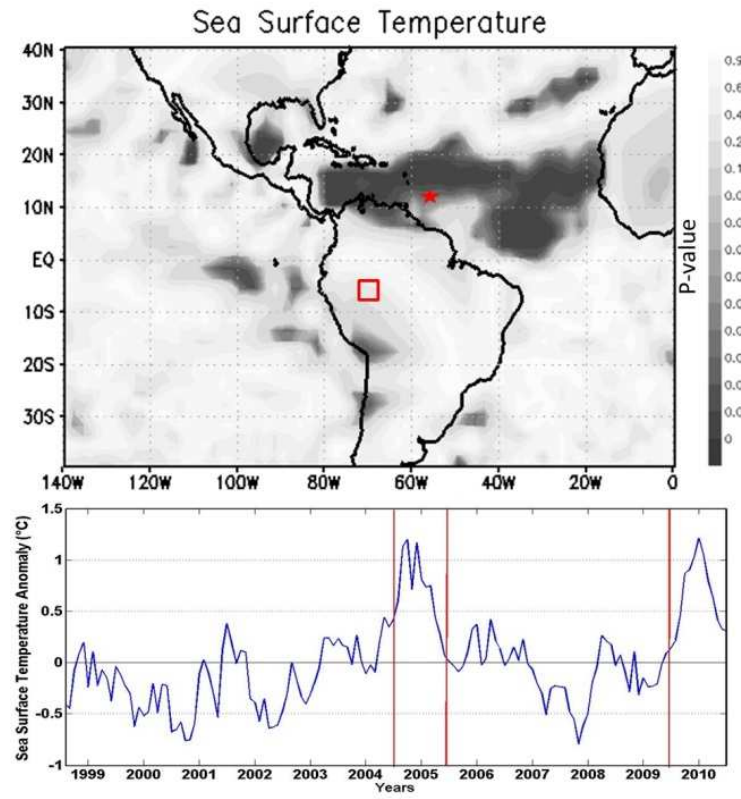 Sea Surface Temperature
40N
30N
20N
10N
EQ
10S
20S
30S
140W 120W 100W 80W 60W 40W 20W 0
P-value
0
1.5
1
0.5
0
-0.5
-1
Sea Surface Temperature Anomaly (°C)
1999 2000 2001 2002 2003 2004 2005 2006 2007 2008 2009 2010
Years